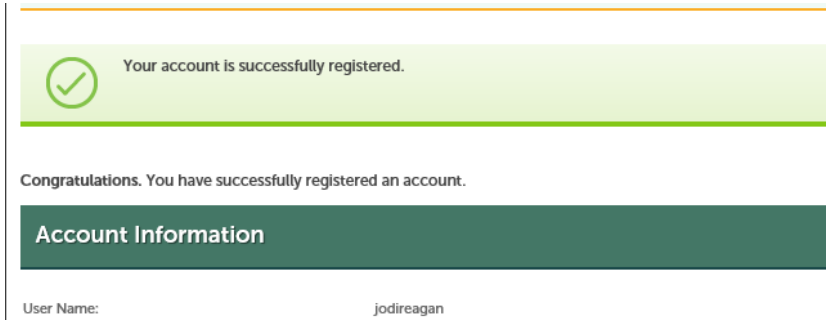 Your account is successfully registered.
Congratulations. You have successfully registered an account.
Account Information
User Name: jodireagan